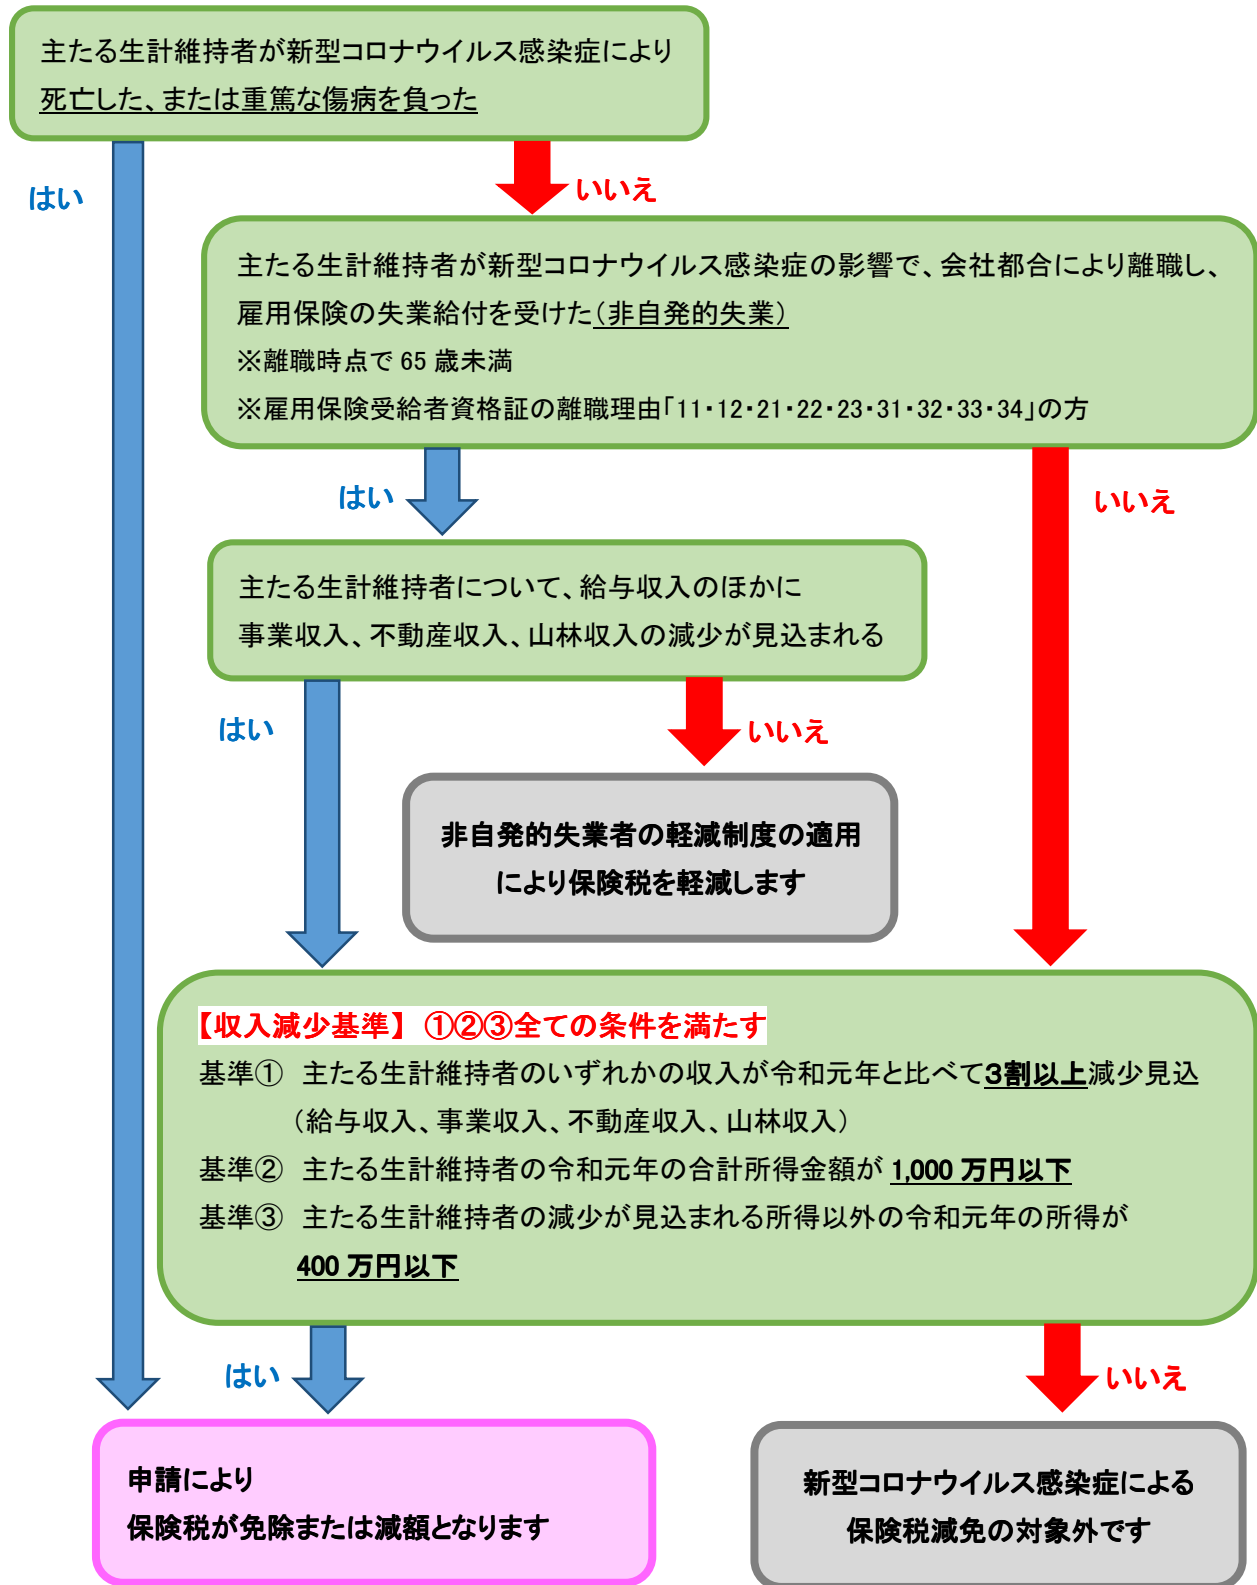 主たる生計維持者が新型コロナウイルス感染症により
死亡した、または重篤な傷病を負った
はい
いいえ
主たる生計維持者が新型コロナウイルス感染症の影響で、会社都合により離職し、
雇用保険の失業給付を受けた(非自発的失業)
※離職時点で 65 歳未満
※雇用保険受給者資格証の離職理由「11・12・21・22・23・31・32・33・34」の方
はい
いいえ
主たる生計維持者について、給与収入のほかに
事業収入、不動産収入、山林収入の減少が見込まれる
はい
いいえ
非自発的失業者の軽減制度の適用
により保険税を軽減します
【収入減少基準】 ①②③全ての条件を満たす
基準① 主たる生計維持者のいずれかの収入が令和元年と比べて3割以上減少見込
（給与収入、事業収入、不動産収入、山林収入）
基準② 主たる生計維持者の令和元年の合計所得金額が 1,000 万円以下
基準③ 主たる生計維持者の減少が見込まれる所得以外の令和元年の所得が
400 万円以下
はい
いいえ
申請により
保険税が免除または減額となります
新型コロナウイルス感染症による
保険税減免の対象外です